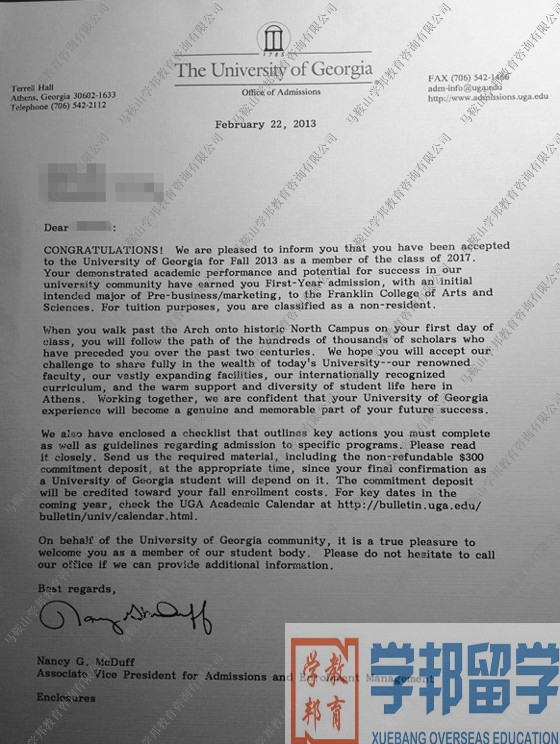 1785
The University of Georgia
Office of Admissions
Terrell Hall
Athens, Georgia 30602-1633
Telephone (706) 542-2112
FAX (706) 542-1466
adm-info@uga.edu
http://www.admissions.uga.edu
February 22, 2013
Dear :
CONGRATULATIONS! We are pleased to inform you that you have been accepted
to the University of Georgia for Fall 2013 as a member of the class of 2017.
Your demonstrated academic performance and potential for success in our
university community have earned you First-Year admission, with an initial
intended major of Pre-business/marketing, to the Franklin College of Arts and
Sciences. For tuition purposes, you are classified as a non-resident.
When you walk past the Arch onto historic North Campus on your first day of
class, you will follow the path of the hundreds of thousands of scholars who
have preceded you over the past two centuries. We hope you will accept our
challenge to share fully in the wealth of today's University--our renowned
faculty, our vastly expanding facilities, our internationally recognized
curriculum, and the warm support and diversity of student life here in
Athens. Working together, we are confident that your University of Georgia
experience will become a genuine and memorable part of your future success.
We also have enclosed a checklist that outlines key actions you must complete
as well as guidelines regarding admission to specific programs. Please read
it closely. Send us the required material, including the non-refundable $300
commitment deposit, at the appropriate time, since your final confirmation as
a University of Georgia student will depend on it. The commitment deposit
will be credited toward your fall enrollment costs. For key dates in the
coming year, check the UGA Academic Calendar at http://bulletin.uga.edu/
bulletin/univ/calendar.html.
On behalf of the University of Georgia community, it is a true pleasure to
welcome you as a member of our student body. Please do not hesitate to call
our office if we can provide additional information.
Best regards,
Nancy G. McDuff
Nancy G. McDuff
Associate Vice President for Admissions and Enrollment Management
Enclosures
学邦教育
学邦留学
XUEBANG OVERSEAS EDUCATION
马鞍山学邦教育咨询有限公司